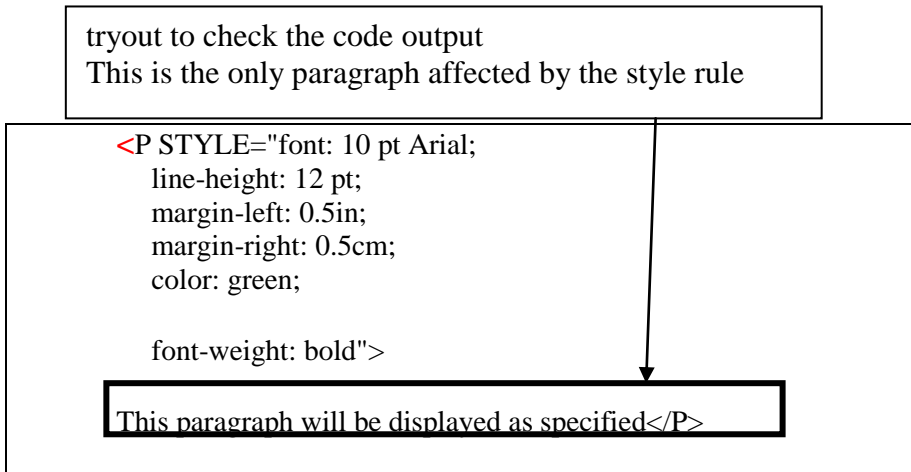 tryout to check the code output
This is the only paragraph affected by the style rule
<P STYLE="font: 10 pt Arial;
line-height: 12 pt;
margin-left: 0.5in;
margin-right: 0.5cm;
color: green;
font-weight: bold">
This paragraph will be displayed as specified</P>